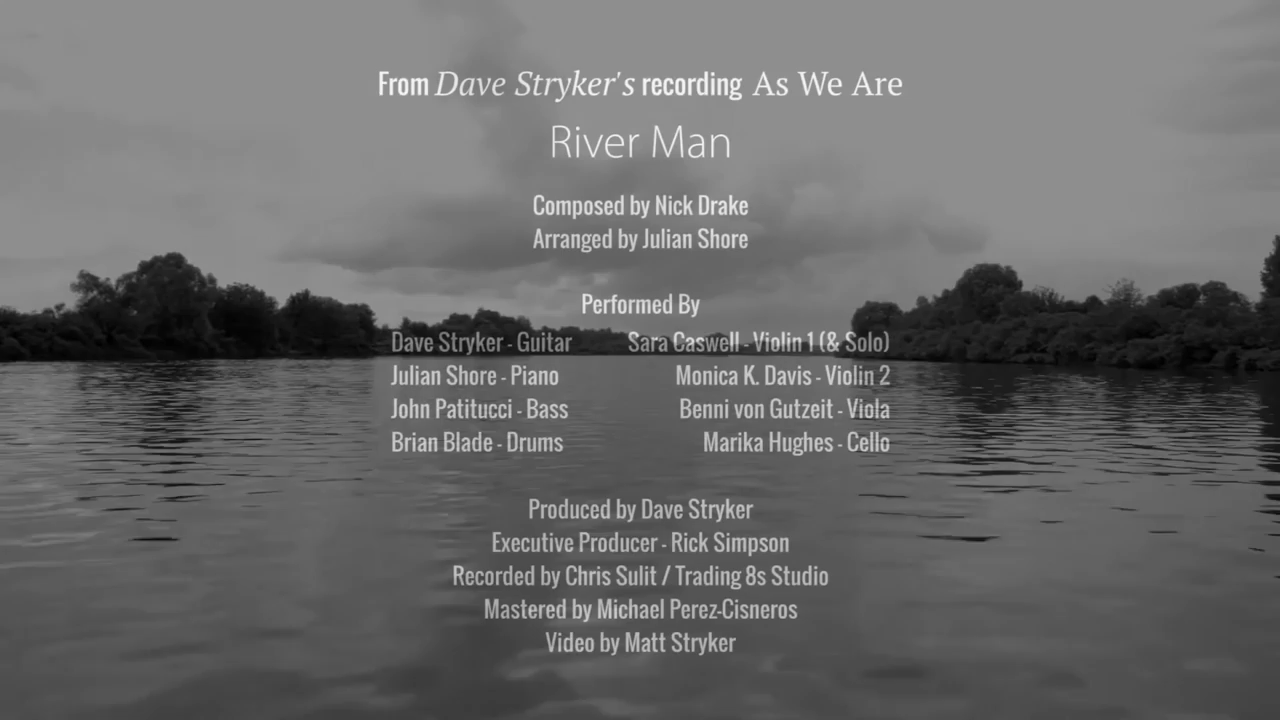 From Dave Stryker's recording As We Are
River Man
Composed by Nick Drake
Arranged by Julian Shore
Performed By
Dave Stryker - Guitar
Julian Shore - Piano
John Patitucci - Bass
Brian Blade - Drums
Sara Caswell - Violin 1 (& Solo)
Monica K. Davis - Violin 2
Benni von Gutzeit - Viola
Marika Hughes - Cello
Produced by Dave Stryker
Executive Producer - Rick Simpson
Recorded by Chris Sulit / Trading 8s Studio
Mastered by Michael Perez-Cisneros
Video by Matt Stryker